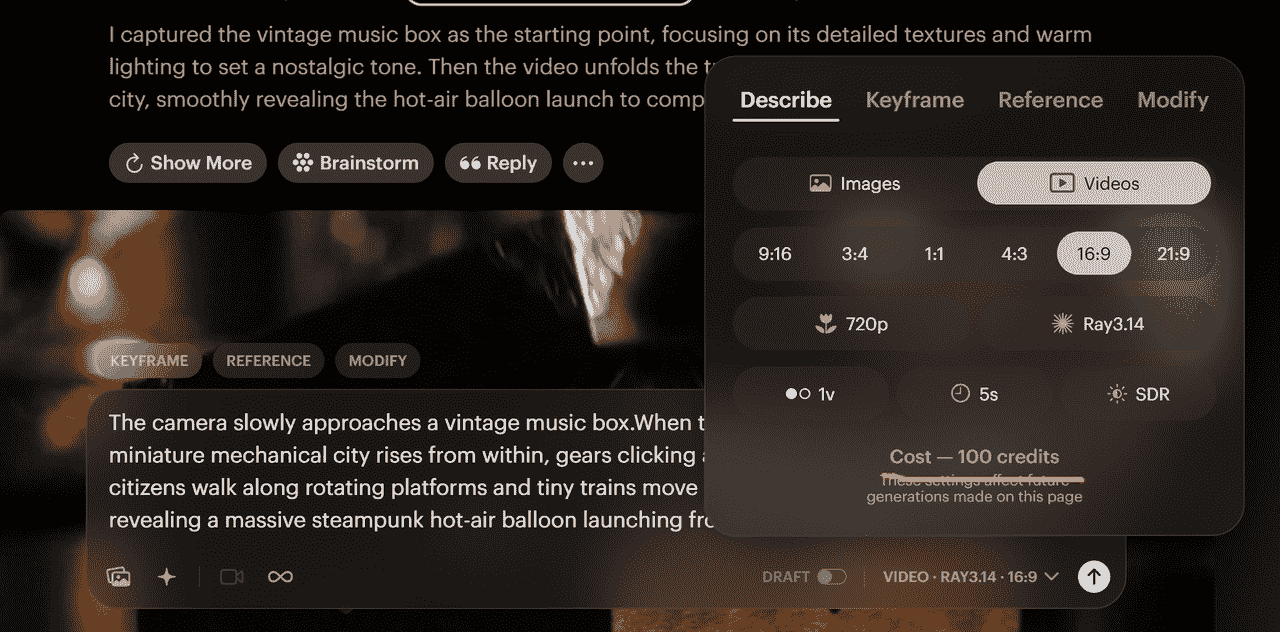 I captured the vintage music box as the starting point, focusing on its detailed textures and warm
lighting to set a nostalgic tone. Then the video unfolds the
city, smoothly revealing the hot-air balloon launch to comp
Show More
Brainstorm
Reply
Describe
Keyframe
Reference
Modify
Images
Videos
9:16
3:4
1:1
4:3
16:9
21:9
720p
Ray3.14
1v
5s
SDR
Cost — 100 credits
These settings affect future
generations made on this page
KEYFRAME
REFERENCE
MODIFY
The camera slowly approaches a vintage music box.When t
miniature mechanical city rises from within, gears clicking
citizens walk along rotating platforms and tiny trains move
revealing a massive steampunk hot-air balloon launching fro
DRAFT
VIDEO · RAY3.14 · 16:9